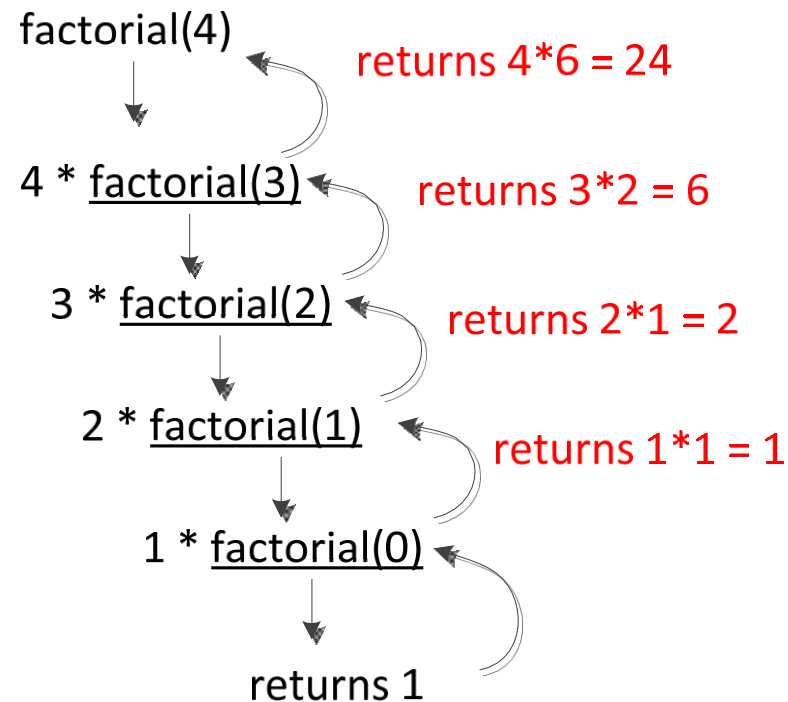 factorial(4)
returns 4*6 = 24
4 * factorial(3)
returns 3*2 = 6
3 * factorial(2)
returns 2*1 = 2
2 * factorial(1)
returns 1*1 = 1
1 * factorial(0)
returns 1